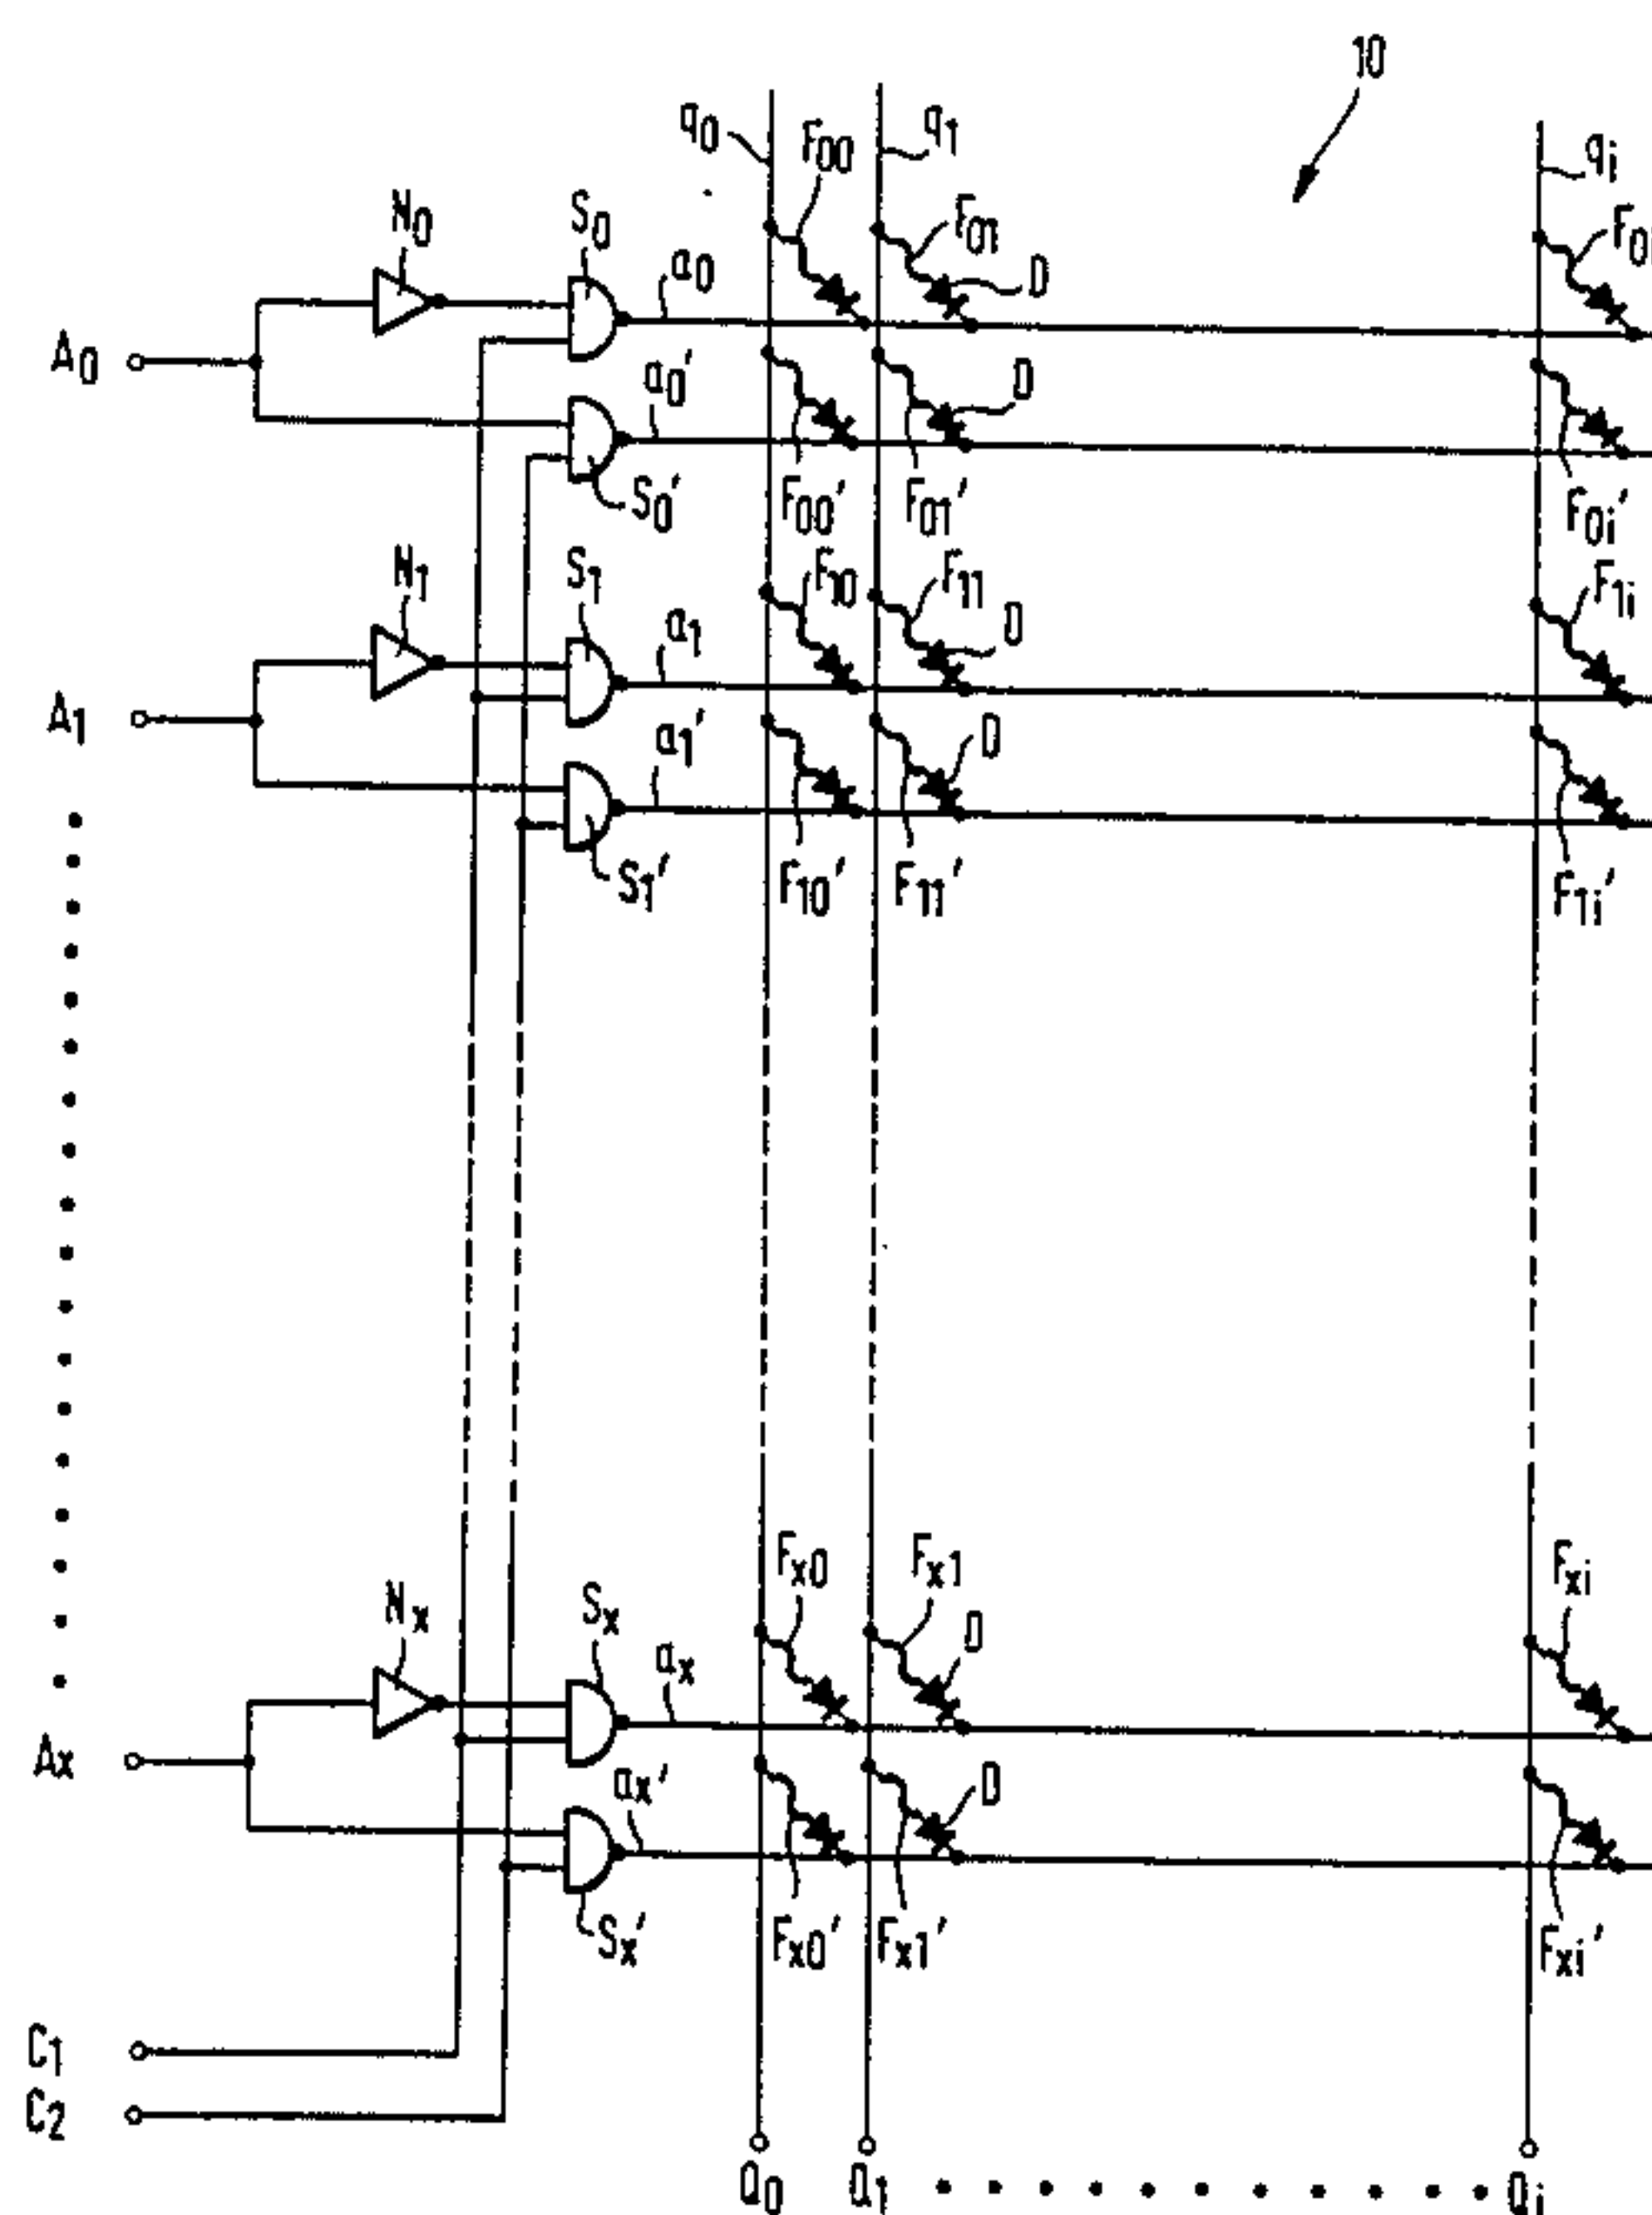 10
q0 F00 q1 qi
N0 S0 a0 F01 D F0i
A0 a0' D
S0' F00' F01' F0i'
N1 S1 a1 F10 F11 D F1i
A1 a1' D
S1' F10' F11' F1i'
Nx Sx ax Fx0 Fx1 D Fxi
Ax ax' D
Sx' Fx0' Fx1' Fxi'
C1
C2
Q0 Q1 Qi